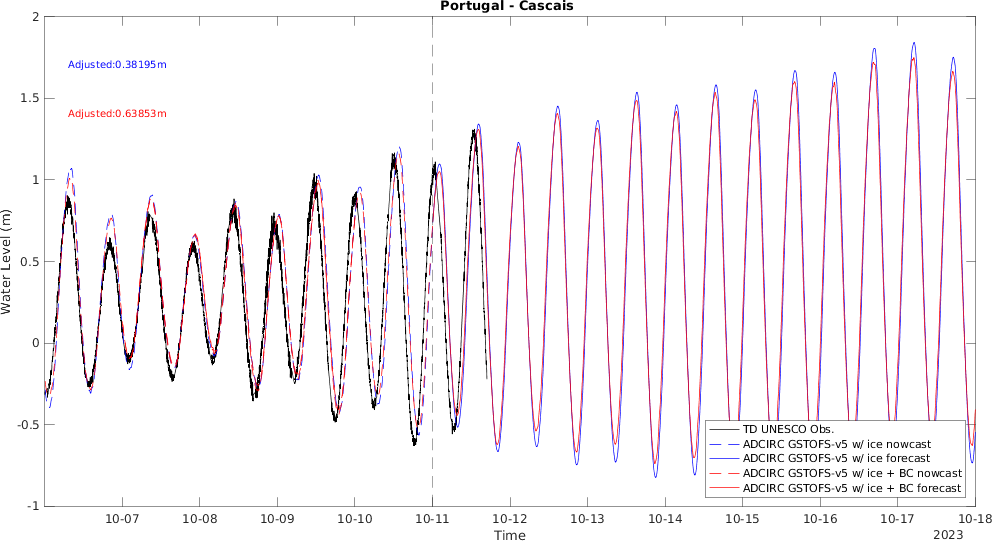 Portugal - Cascais
2
1.5
1
0.5
0
-0.5
-1
Water Level (m)
Adjusted:0.38195m
Adjusted:0.63853m
TD UNESCO Obs.
ADCIRC GSTOFS-v5 w/ ice nowcast
ADCIRC GSTOFS-v5 w/ ice forecast
ADCIRC GSTOFS-v5 w/ ice + BC nowcast
ADCIRC GSTOFS-v5 w/ ice + BC forecast
10-07 10-08 10-09 10-10 10-11 10-12 10-13 10-14 10-15 10-16 10-17 10-18
Time
2023